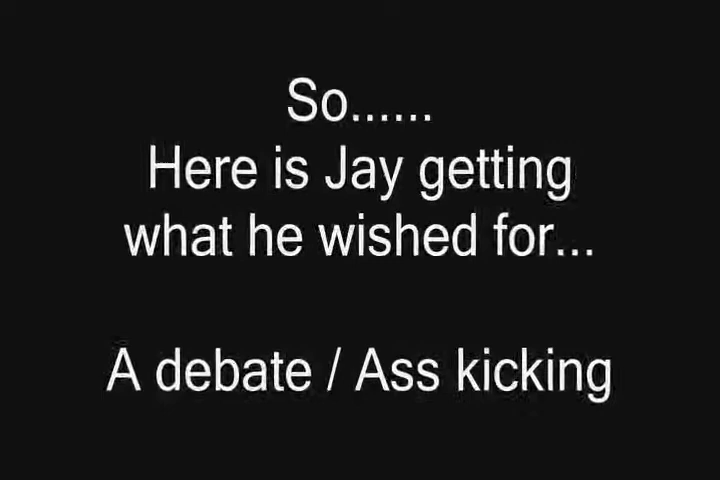 So......
Here is Jay getting
what he wished for...
A debate / Ass kicking